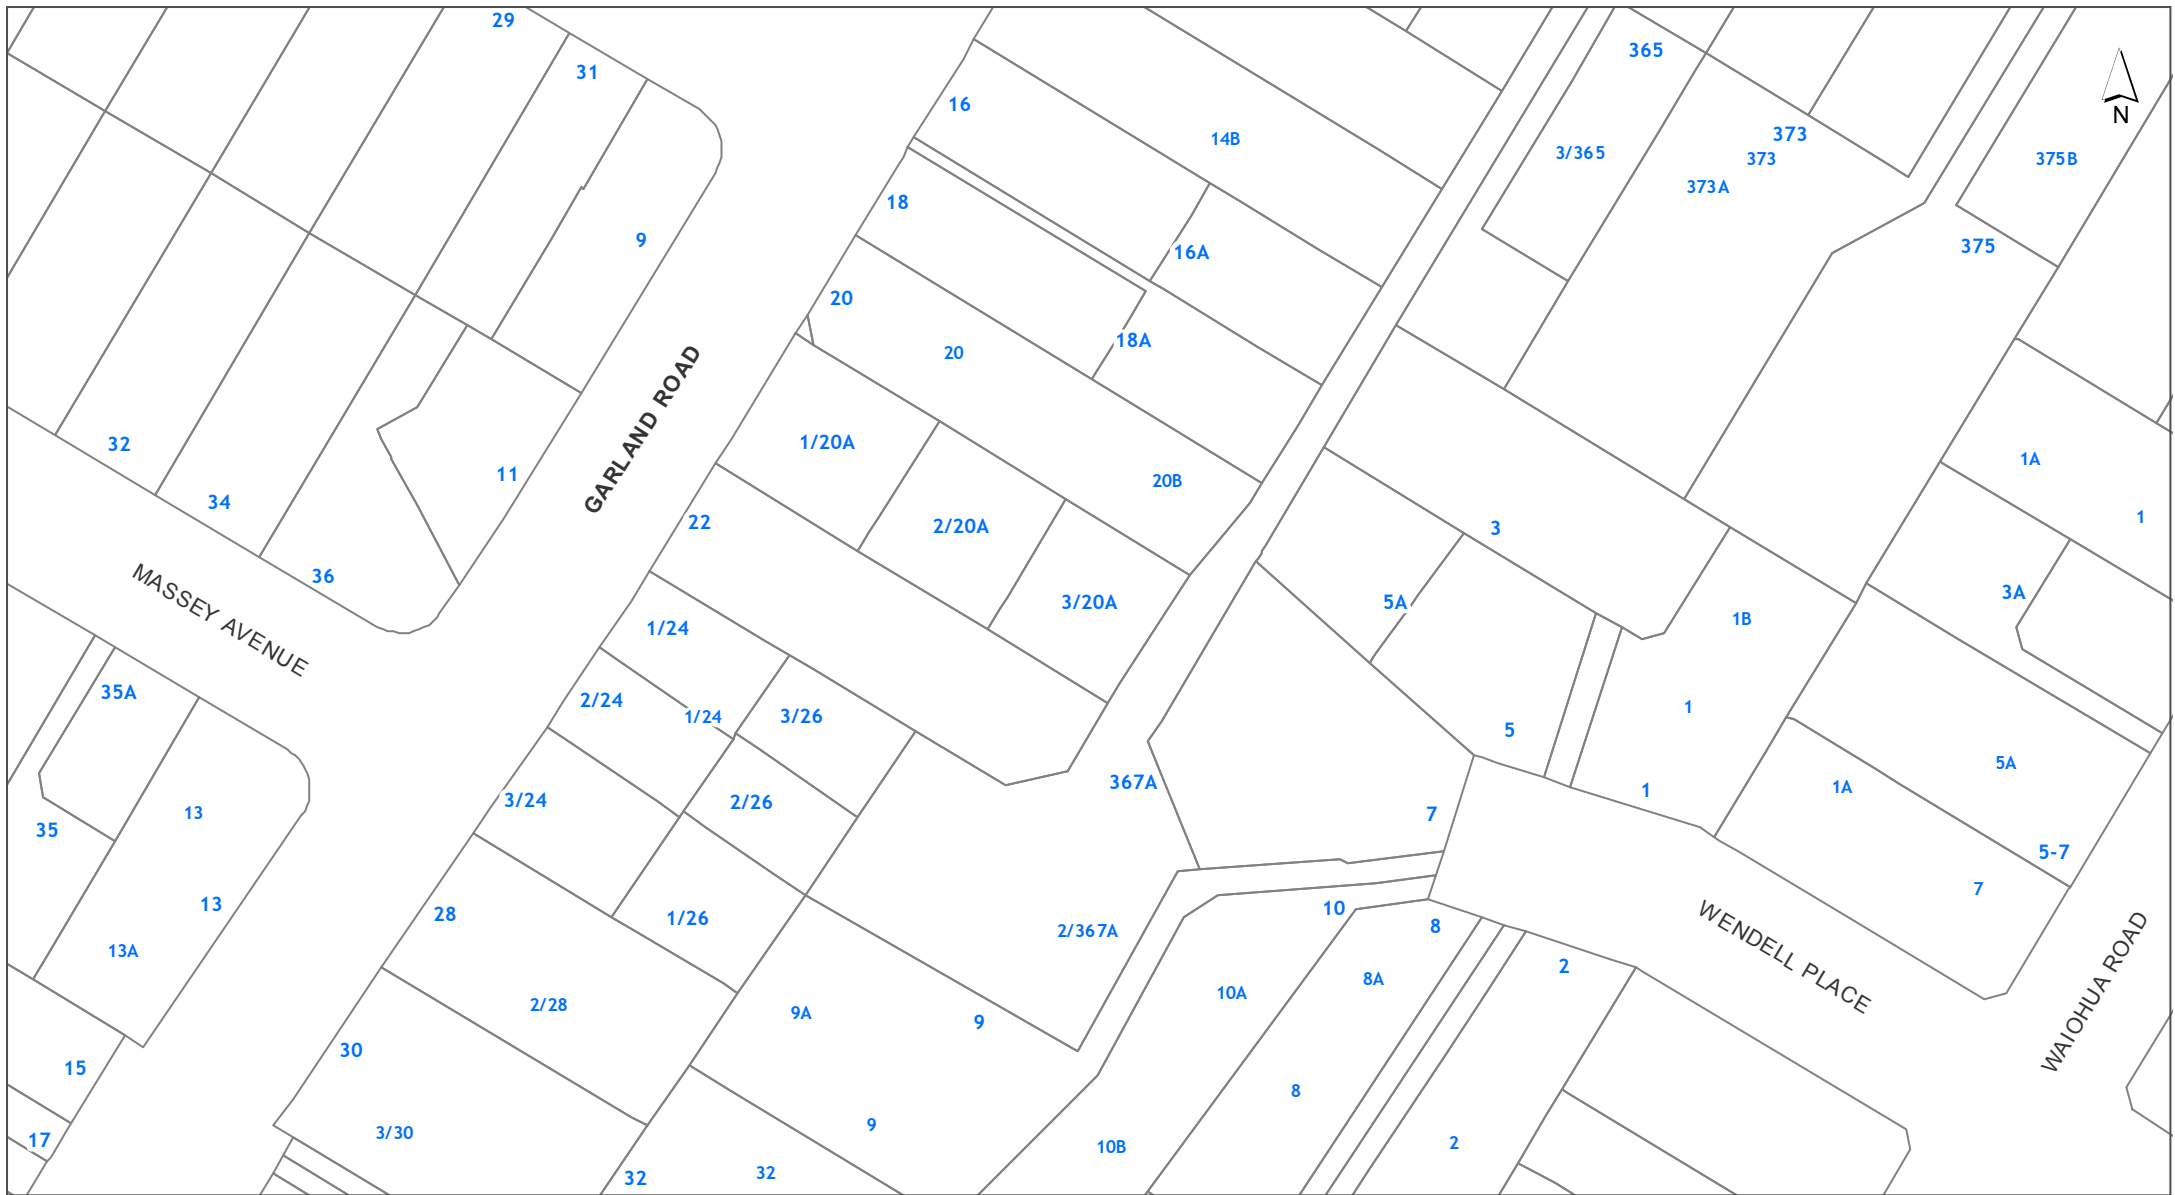 29
365
31
16
373
14B
3/365
373
375B
373A
18
9
375
16A
20
18A
20
1/20A
32
1A
11
20B
34
1
22
2/20A
3
GARLAND ROAD
36
3A
5A
3/20A
1B
MASSEY AVENUE
1/24
35A
2/24
1/24
3/26
1
5
5A
367A
1A
1
3/24
2/26
13
7
35
5-7
7
13
28
1/26
10
8
2/367A
WENDELL PLACE
WAIOHUA ROAD
13A
2
8A
10A
2/28
9A
9
30
15
8
9
3/30
17
2
10B
32
32
N